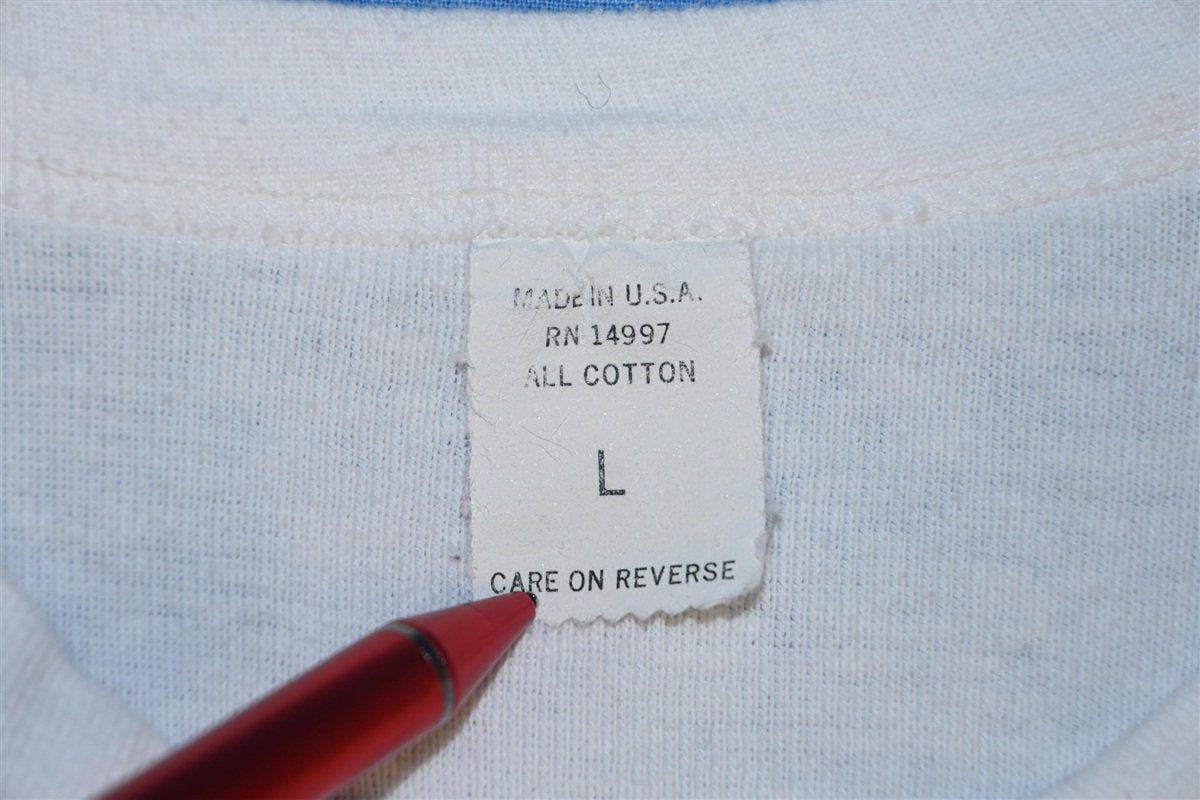 MADE IN U.S.A.
RN 14997
ALL COTTON
L
CARE ON REVERSE